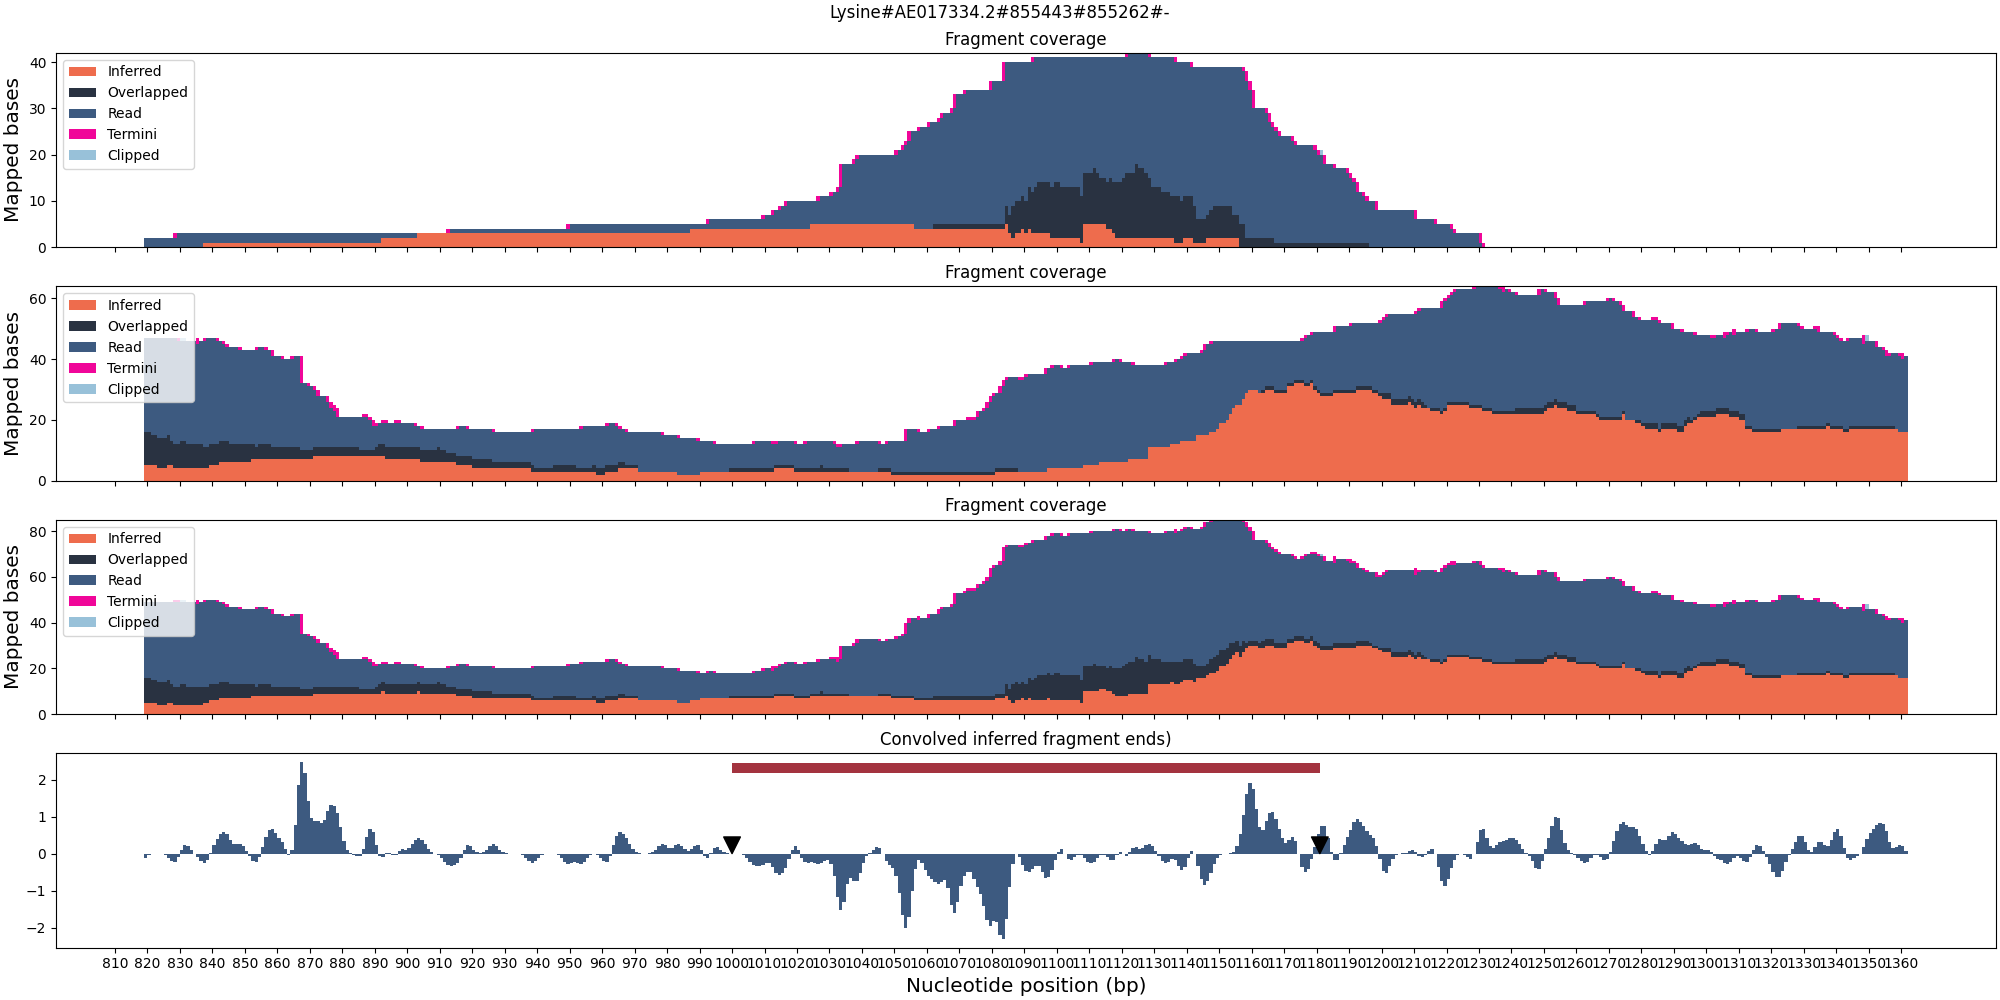 Lysine#AE017334.2#855443#855262#-
Fragment coverage
Mapped bases
40
30
20
10
0
Inferred
Overlapped
Read
Termini
Clipped
Fragment coverage
Mapped bases
60
40
20
0
Inferred
Overlapped
Read
Termini
Clipped
Fragment coverage
Mapped bases
80
60
40
20
0
Inferred
Overlapped
Read
Termini
Clipped
Convolved inferred fragment ends)
2
1
0
−1
−2
810 820 830 840 850 860 870 880 890 900 910 920 930 940 950 960 970 980 990 1000 1010 1020 1030 1040 1050 1060 1070 1080 1090 1100 1110 1120 1130 1140 1150 1160 1170 1180 1190 1200 1210 1220 1230 1240 1250 1260 1270 1280 1290 1300 1310 1320 1330 1340 1350 1360
Nucleotide position (bp)